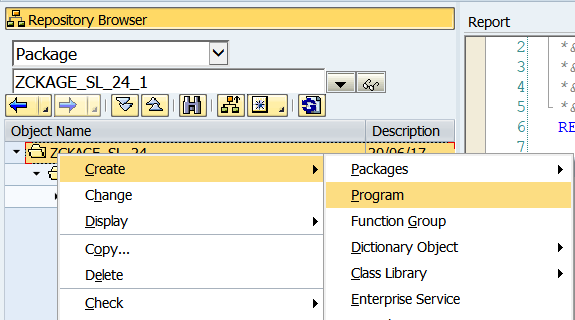 Repository Browser
Package
ZCKAGE_SL_24_1
Object Name Description
ZCKAGE_SL_24 20/06/17
Create
Change
Display
Copy...
Delete
Check
Packages
Program
Function Group
Dictionary Object
Class Library
Enterprise Service
Report
2 *&
3 *&
4 *&
5 *&
6 RE
7